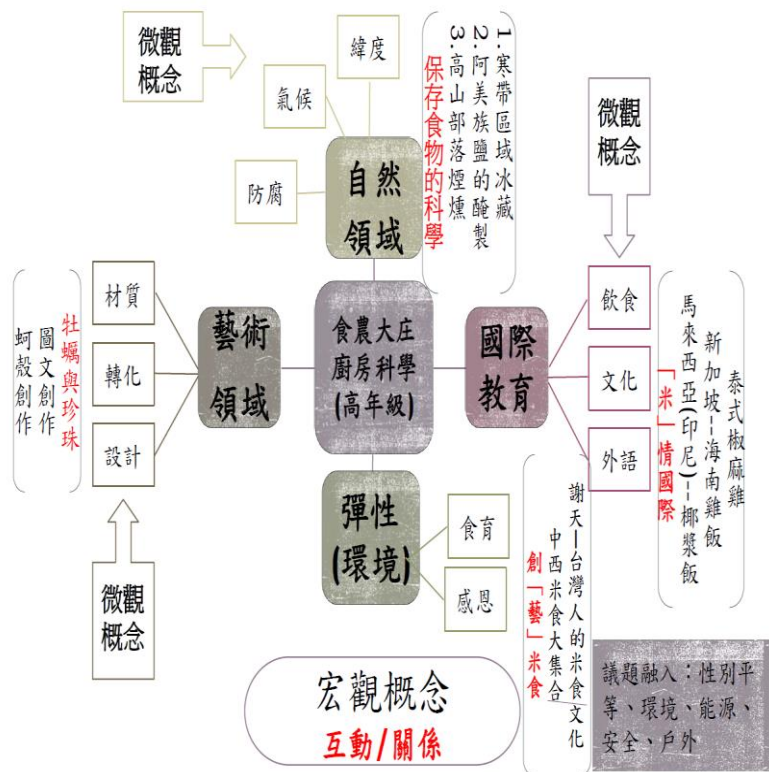 微觀
概念
緯度
氣候
防腐
自然
領域
保存食物的科學
1.寒帶區域冰藏
2.阿美族鹽的醃製
3.高山部落煙燻
微觀
概念
材質
轉化
設計
牡蠣與珍珠
圖文創作
蚵殼創作
藝術
領域
食農大庄
廚房科學
(高年級)
國際
教育
飲食
文化
外語
「米」情國際
馬來西亞(印尼)--椰漿飯
新加坡--海南雞飯
泰式椒麻雞
微觀
概念
彈性
(環境)
食育
感恩
創「藝」米食
中西米食大集合
謝天—台灣人的米食文化
宏觀概念
互動/關係
議題融入：性別平
等、環境、能源、
安全、戶外